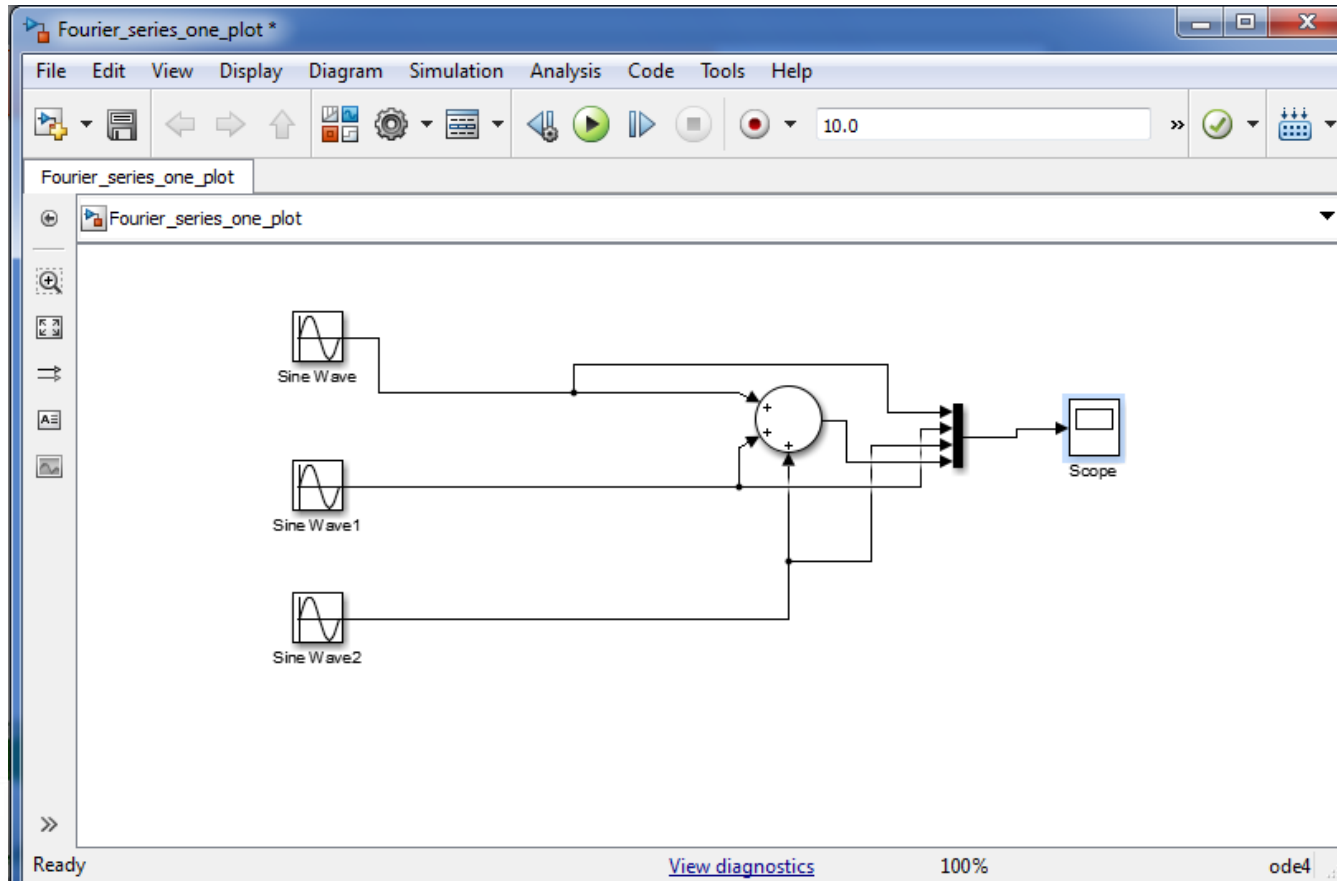 Fourier_series_one_plot *
File Edit View Display Diagram Simulation Analysis Code Tools Help
10.0 »
Fourier_series_one_plot
Fourier_series_one_plot
Sine Wave
+
+
+
Scope
Sine Wave1
Sine Wave2
»
Ready View diagnostics 100% ode4